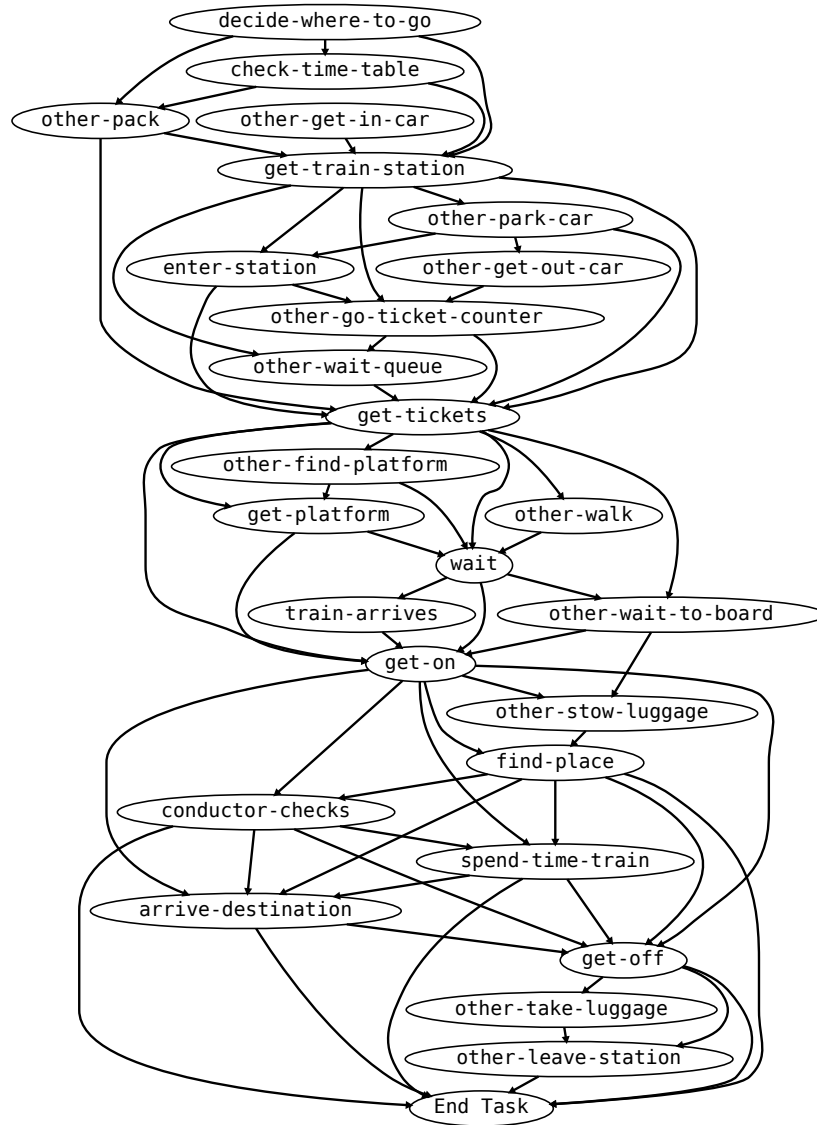 decide-where-to-go
check-time-table
other-pack
other-get-in-car
get-train-station
other-park-car
enter-station
other-get-out-car
other-go-ticket-counter
other-wait-queue
get-tickets
other-find-platform
get-platform
other-walk
wait
train-arrives
other-wait-to-board
get-on
other-stow-luggage
find-place
conductor-checks
spend-time-train
arrive-destination
get-off
other-take-luggage
other-leave-station
End Task